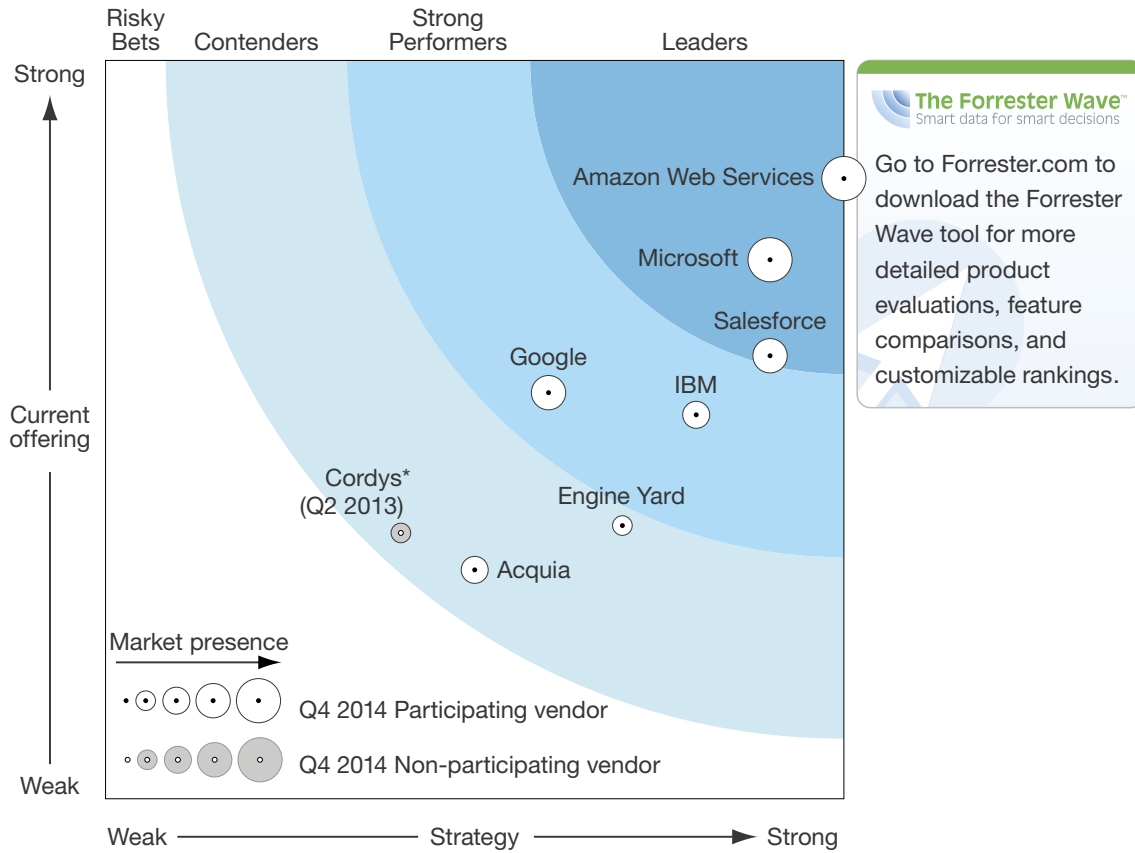 Risky
Bets
Contenders
Strong
Performers
Leaders
Strong
Current
offering
Weak
The Forrester Wave™
Smart data for smart decisions
Go to Forrester.com to
download the Forrester
Wave tool for more
detailed product
evaluations, feature
comparisons, and
customizable rankings.
Amazon Web Services
Microsoft
Salesforce
Google
IBM
Cordys*
(Q2 2013)
Engine Yard
Acquia
Market presence
Q4 2014 Participating vendor
Q4 2014 Non-participating vendor
Weak
Strategy
Strong